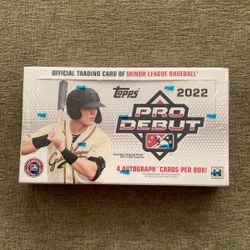 OFFICIAL TRADING CARD OF MINOR LEAGUE BASEBALL®
Topps
2022
PRO
DEBUT
4 AUTOGRAPH CARDS PER BOX!